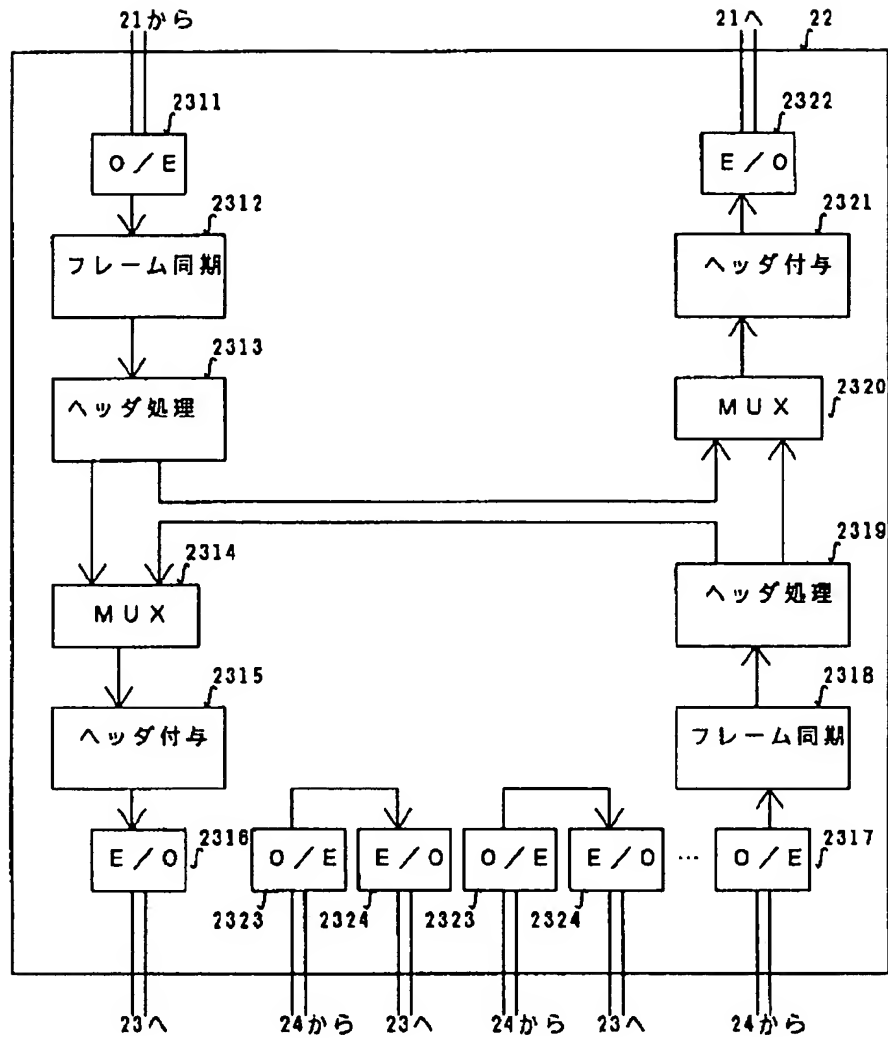 21から
21へ
22
2311
O/E
2322
E/O
2312
フレーム同期
2321
ヘッダ付与
2313
ヘッダ処理
2320
MUX
2314
MUX
2319
ヘッダ処理
2315
ヘッダ付与
2318
フレーム同期
2316
E/O
O/E
E/O
O/E
E/O
…
O/E
2317
2323
2324
2323
2324
23へ
24から
23へ
24から
23へ
24から